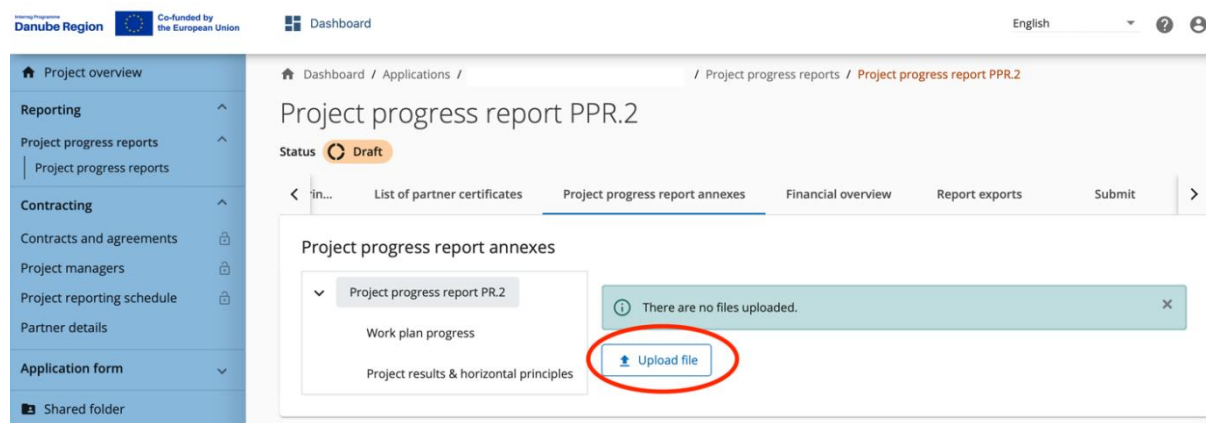 Interreg Programme
Danube Region
Co-funded by
the European Union
Dashboard
English
Project overview
Reporting
Project progress reports
Project progress reports
Contracting
Contracts and agreements
Project managers
Project reporting schedule
Partner details
Application form
Shared folder
Dashboard / Applications / / Project progress reports / Project progress report PPR.2
Project progress report PPR.2
Status Draft
List of partner certificates Project progress report annexes Financial overview Report exports Submit
Project progress report annexes
Project progress report PR.2
Work plan progress
Project results & horizontal principles
There are no files uploaded.
Upload file